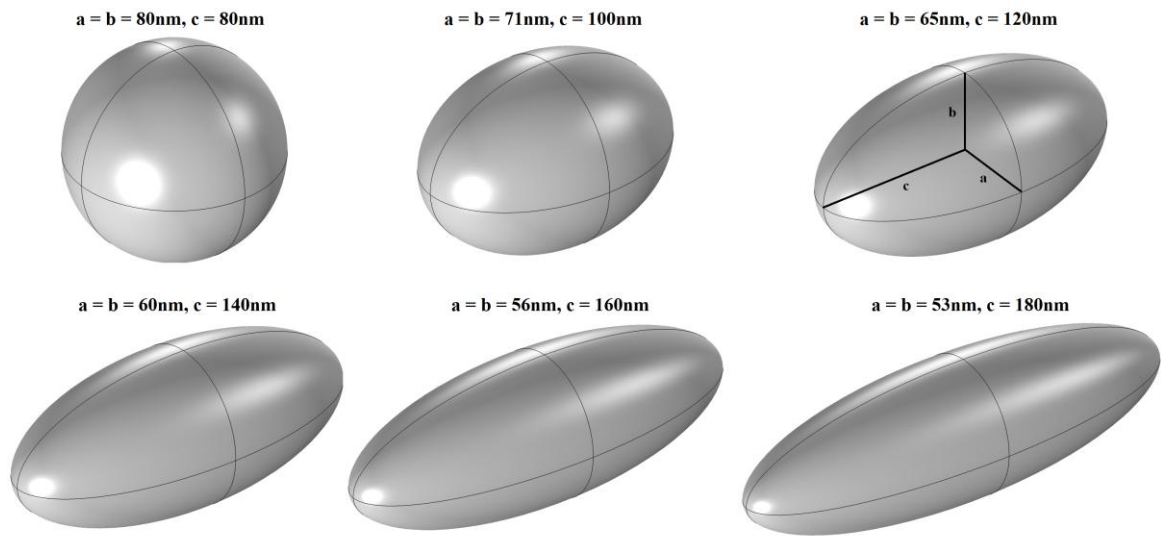 a = b = 80nm, c = 80nm
a = b = 71nm, c = 100nm
a = b = 65nm, c = 120nm
b
c
a
a = b = 60nm, c = 140nm
a = b = 56nm, c = 160nm
a = b = 53nm, c = 180nm